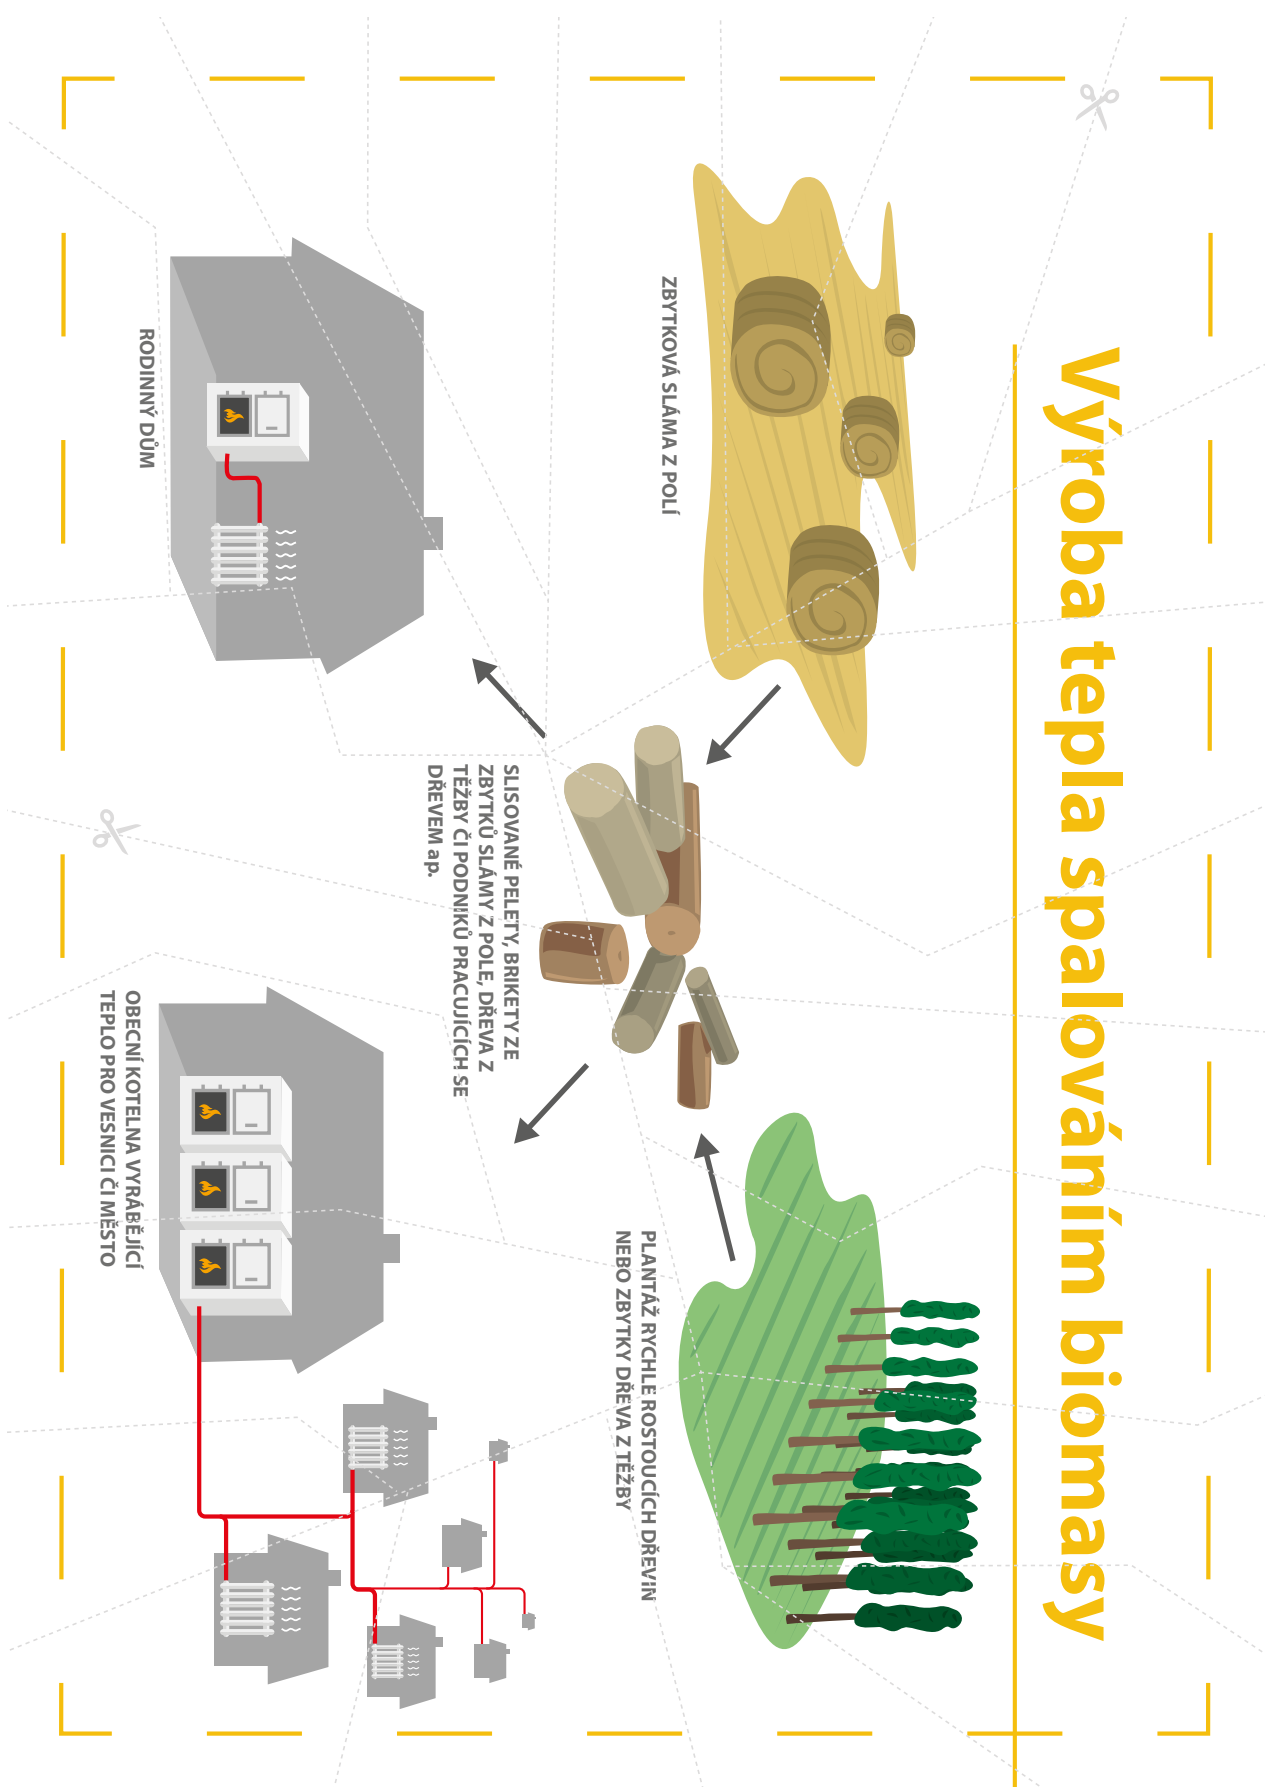 Výroba tepla spalováním biomasy
ZBYTKOVÁ SLÁMA Z POLÍ
PLANTÁŽ RYCHLE ROSTOUCÍCH DŘEVIN
NEBO ZBYTKY DŘEVA Z TĚŽBY
SLISOVANÉ PELETY, BRIKETY ZE
ZBYTKŮ SLÁMY Z POLE, DŘEVA Z
TĚŽBY ČI PODNIKŮ PRACUJÍCÍCH SE
DŘEVEM ap.
RODINNÝ DŮM
OBECNÍ KOTELNA VYRÁBĚJÍCÍ
TEPLO PRO VESNICI ČI MĚSTO